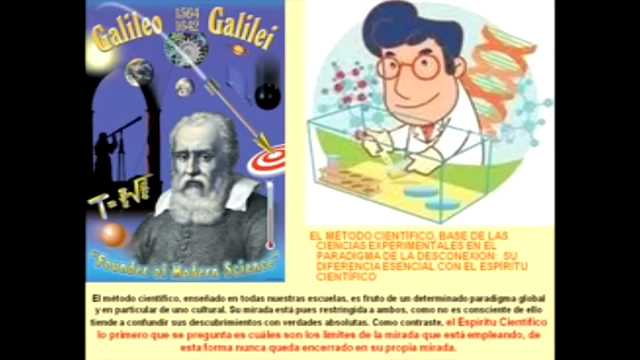 Galileo 1564 Galilei
1642
"Founder of Modern Science"
EL MÉTODO CIENTÍFICO, BASE DE LAS
CIENCIAS EXPERIMENTALES EN EL
PARADIGMA DE LA DESCONEXIÓN: SU
DIFERENCIA ESENCIAL CON EL ESPÍRITU
CIENTÍFICO
El método científico, enseñado en todas nuestras escuelas, es fruto de un determinado paradigma global
y en particular de uno cultural. Su mirada está pues restringida a ambos, como no es consciente de ello
tiende a confundir sus descubrimientos con verdades absolutas. Como contraste, el Espíritu Científico
lo primero que se pregunta es cuáles son los límites de la mirada que está empleando, de
esta forma nunca queda encerrado en su propia mirada.